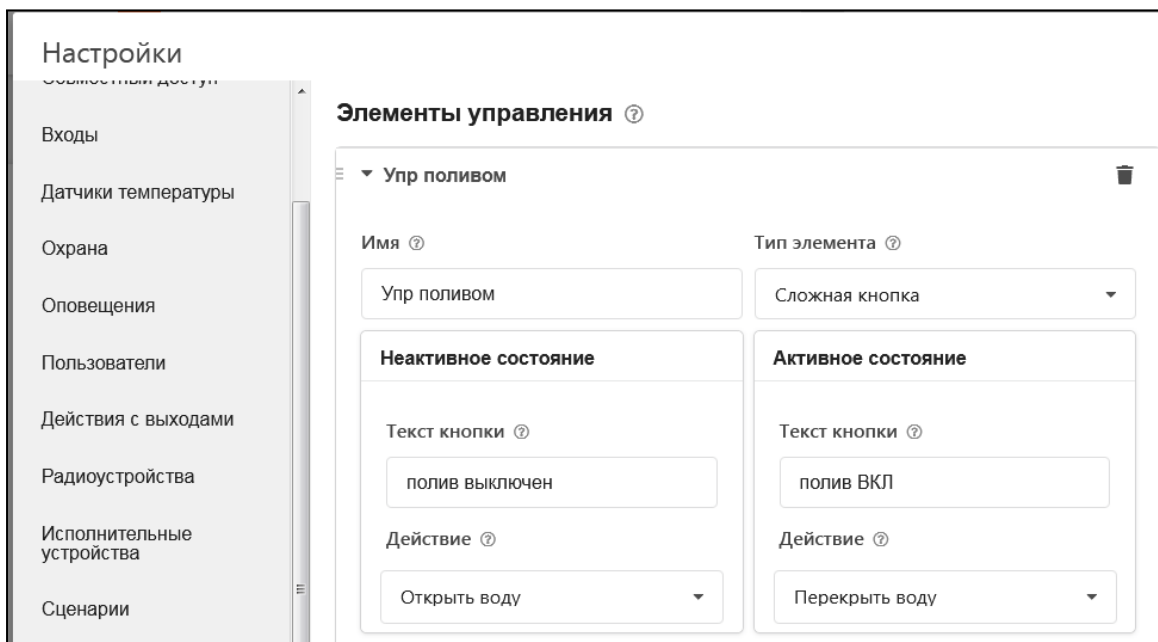 Настройки
Совместный доступ
Входы
Датчики температуры
Охрана
Оповещения
Пользователи
Действия с выходами
Радиоустройства
Исполнительные
устройства
Сценарии
Элементы управления
Упр поливом
Имя
Тип элемента
Упр поливом
Сложная кнопка
Неактивное состояние
Активное состояние
Текст кнопки
Текст кнопки
полив выключен
полив ВКЛ
Действие
Действие
Открыть воду
Перекрыть воду